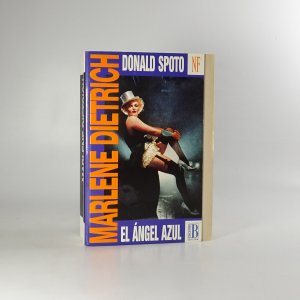 DONALD SPOTO
NF
MARLENE DIETRICH
EL ÁNGEL AZUL
B